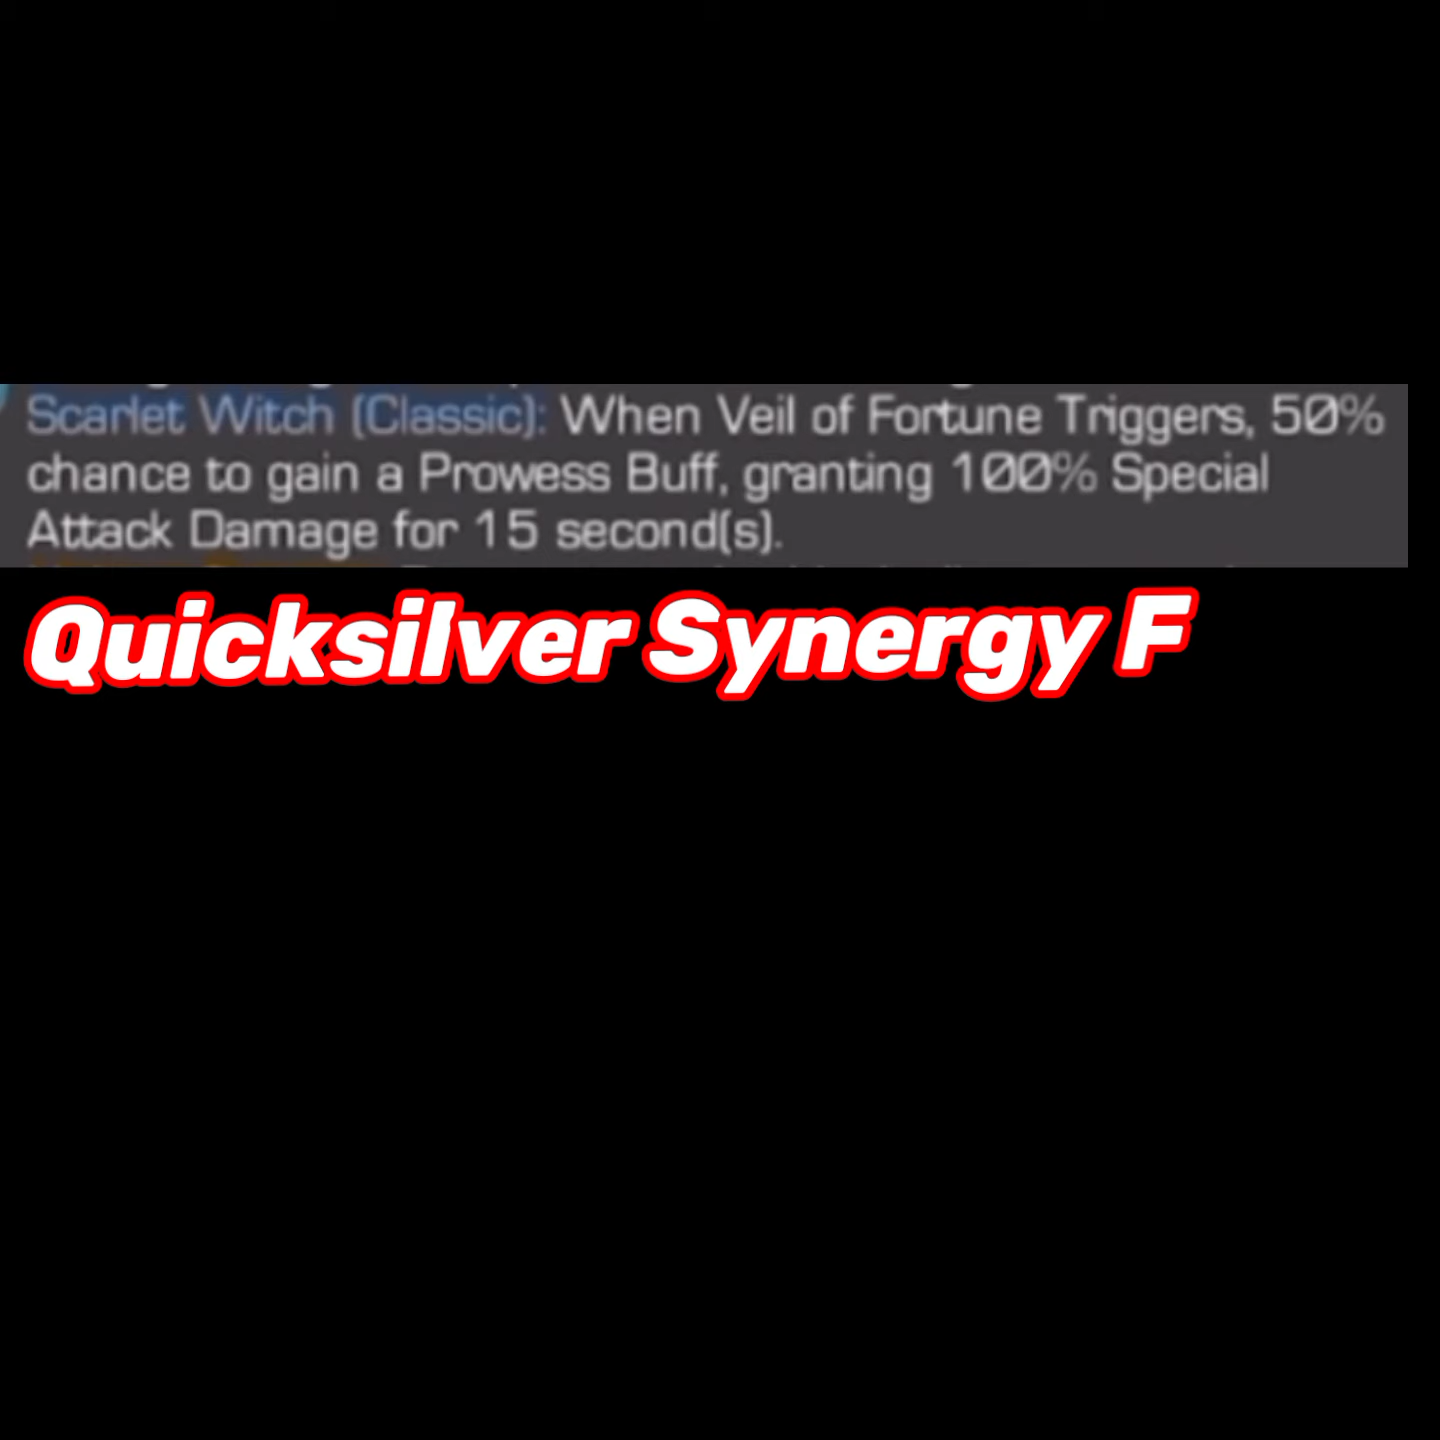 Scarlet Witch (Classic): When Veil of Fortune Triggers, 50%
chance to gain a Prowess Buff, granting 100% Special
Attack Damage for 15 second(s).
Quicksilver Synergy F